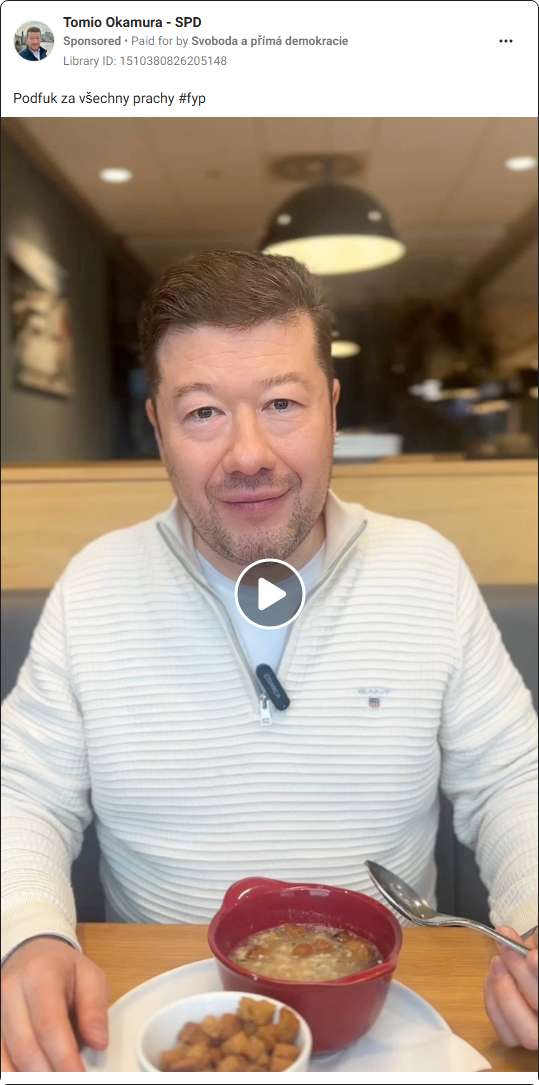 Tomio Okamura - SPD
Sponsored • Paid for by Svoboda a přímá demokracie
Library ID: 1510380826205148
Podfuk za všechny prachy #fyp
GANT